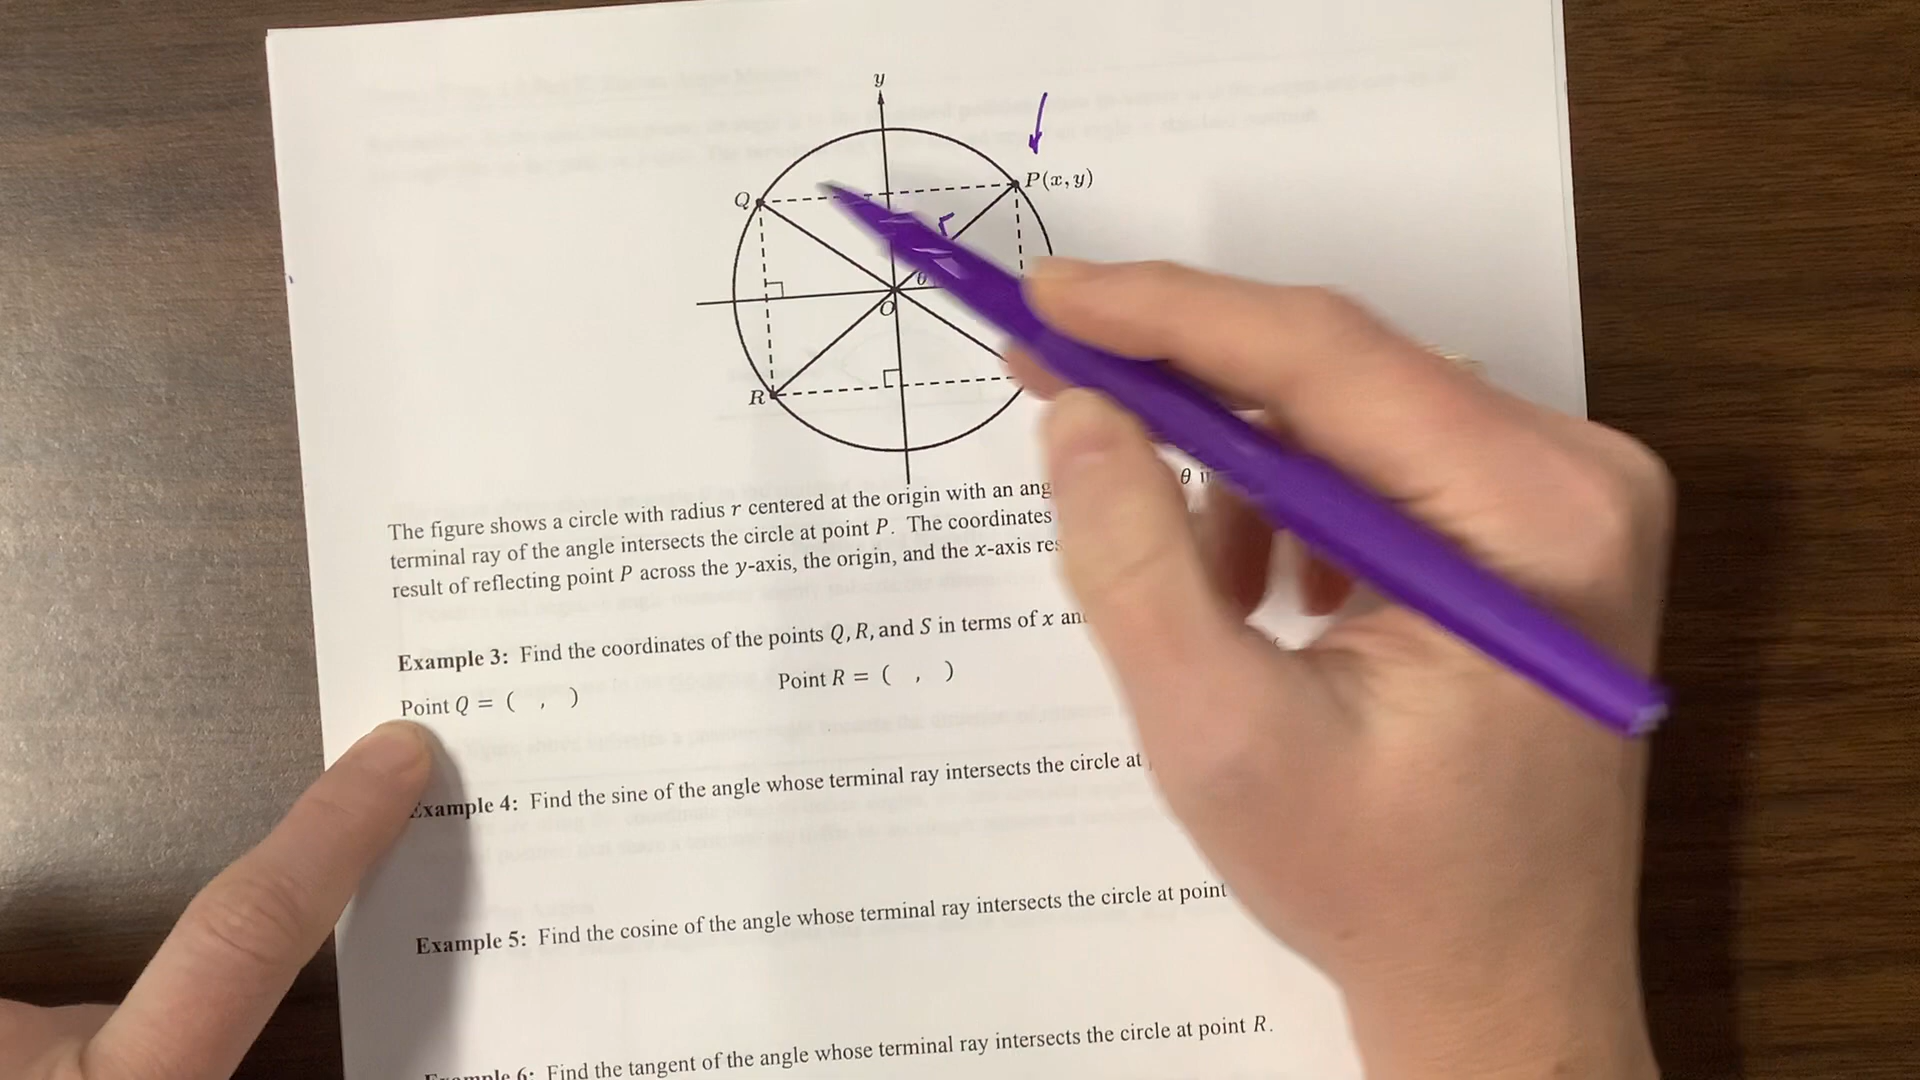 y
P(x, y)
Q
r
θ
O
R
The figure shows a circle with radius r centered at the origin with an ang θ
terminal ray of the angle intersects the circle at point P. The coordinates
result of reflecting point P across the y-axis, the origin, and the x-axis res
Example 3: Find the coordinates of the points Q, R, and S in terms of x an
Point Q = ( , ) Point R = ( , )
Example 4: Find the sine of the angle whose terminal ray intersects the circle at
Example 5: Find the cosine of the angle whose terminal ray intersects the circle at point
Example 6: Find the tangent of the angle whose terminal ray intersects the circle at point R.